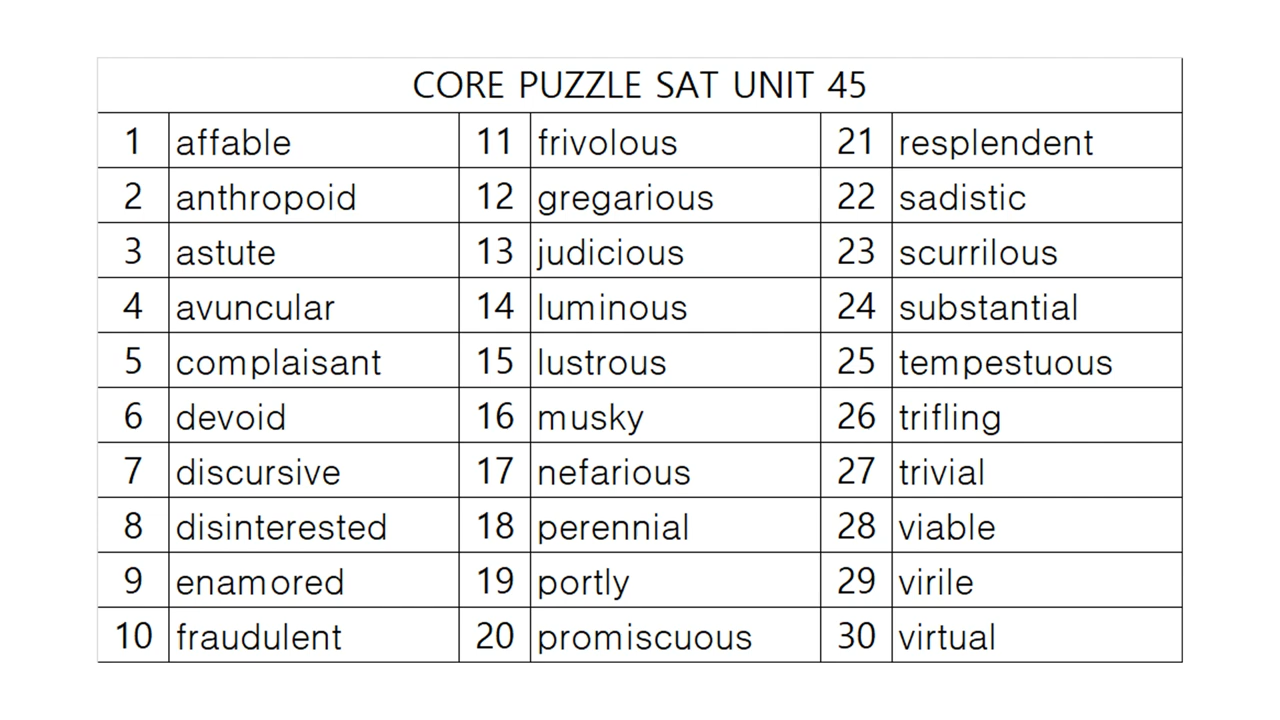 CORE PUZZLE SAT UNIT 45
1 affable 11 frivolous 21 resplendent
2 anthropoid 12 gregarious 22 sadistic
3 astute 13 judicious 23 scurrilous
4 avuncular 14 luminous 24 substantial
5 complaisant 15 lustrous 25 tempestuous
6 devoid 16 musky 26 trifling
7 discursive 17 nefarious 27 trivial
8 disinterested 18 perennial 28 viable
9 enamored 19 portly 29 virile
10 fraudulent 20 promiscuous 30 virtual